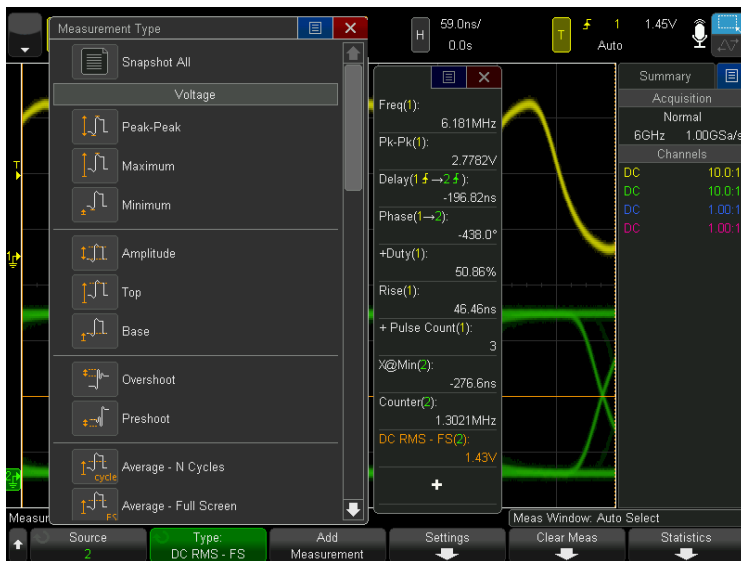 Measurement Type
Snapshot All
Voltage
Peak-Peak
Maximum
Minimum
Amplitude
Top
Base
Overshoot
Preshoot
cycle
Average - N Cycles
FS
Average - Full Screen
H
59.0ns/
0.0s
T
1
1.45V
Auto
Freq(1):
6.181MHz
Pk-Pk(1):
2.7782V
Delay(1→2):
-196.82ns
Phase(1→2):
-438.0°
+Duty(1):
50.86%
Rise(1):
46.46ns
+ Pulse Count(1):
3
X@Min(2):
-276.6ns
Counter(2):
1.3021MHz
DC RMS - FS(2):
1.43V
+
Summary
Acquisition
Normal
6GHz 1.00GSa/s
Channels
DC 10.0:1
DC 10.0:1
DC 1.00:1
DC 1.00:1
T
1
2
Measur
Meas Window: Auto Select
Source
2
Type:
DC RMS - FS
Add
Measurement
Settings
Clear Meas
Statistics